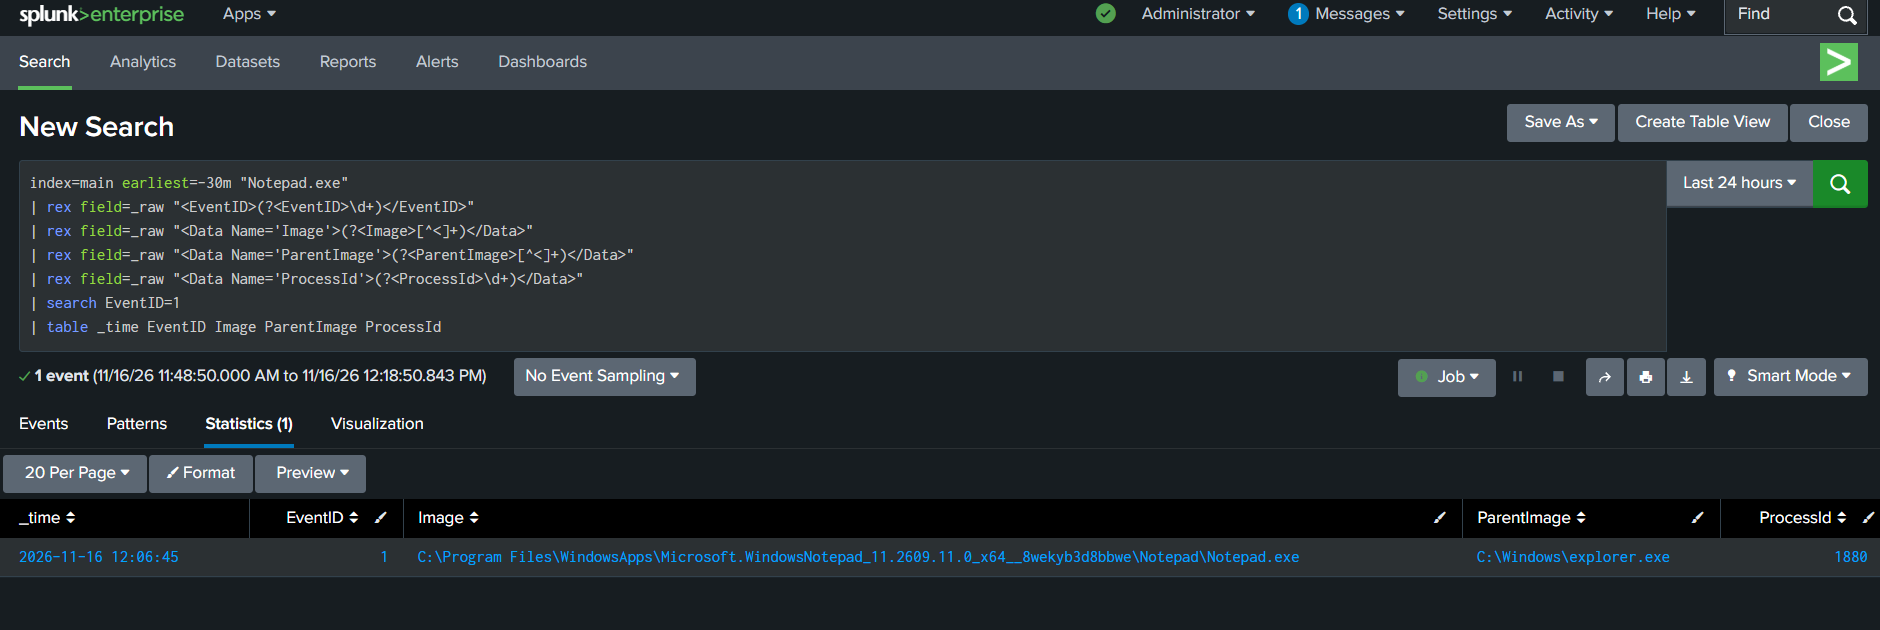 splunk>enterprise Apps Administrator 1 Messages Settings Activity Help Find
Search Analytics Datasets Reports Alerts Dashboards >
New Search Save As Create Table View Close
index=main earliest=-30m "Notepad.exe" Last 24 hours
| rex field=_raw "<EventID>(?<EventID>\d+)</EventID>"
| rex field=_raw "<Data Name='Image'>(?<Image>[^<]+)</Data>"
| rex field=_raw "<Data Name='ParentImage'>(?<ParentImage>[^<]+)</Data>"
| rex field=_raw "<Data Name='ProcessId'>(?<ProcessId>\d+)</Data>"
| search EventID=1
| table _time EventID Image ParentImage ProcessId
1 event (11/16/26 11:48:50.000 AM to 11/16/26 12:18:50.843 PM) No Event Sampling Job Smart Mode
Events Patterns Statistics (1) Visualization
20 Per Page Format Preview
_time EventID Image ParentImage ProcessId
2026-11-16 12:06:45 1 C:\Program Files\WindowsApps\Microsoft.WindowsNotepad_11.2609.11.0_x64__8wekyb3d8bbwe\Notepad\Notepad.exe C:\Windows\explorer.exe 1880